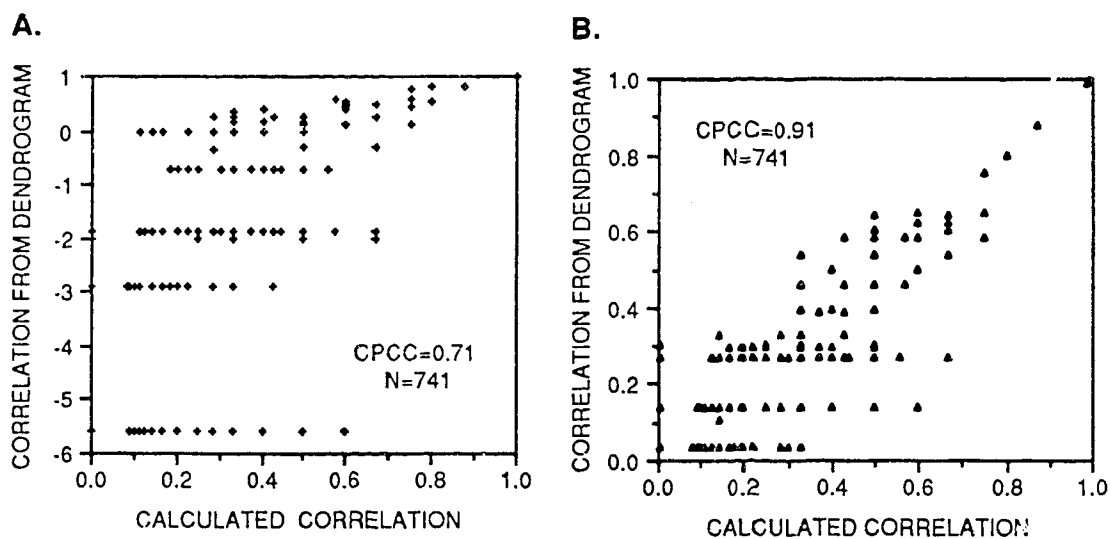 A.
CORRELATION FROM DENDROGRAM
1
0
-1
-2
-3
-4
-5
-6
CPCC=0.71
N=741
0.0 0.2 0.4 0.6 0.8 1.0
CALCULATED CORRELATION
B.
CORRELATION FROM DENDROGRAM
1.0
0.8
0.6
0.4
0.2
0.0
CPCC=0.91
N=741
0.0 0.2 0.4 0.6 0.8 1.0
CALCULATED CORRELATION